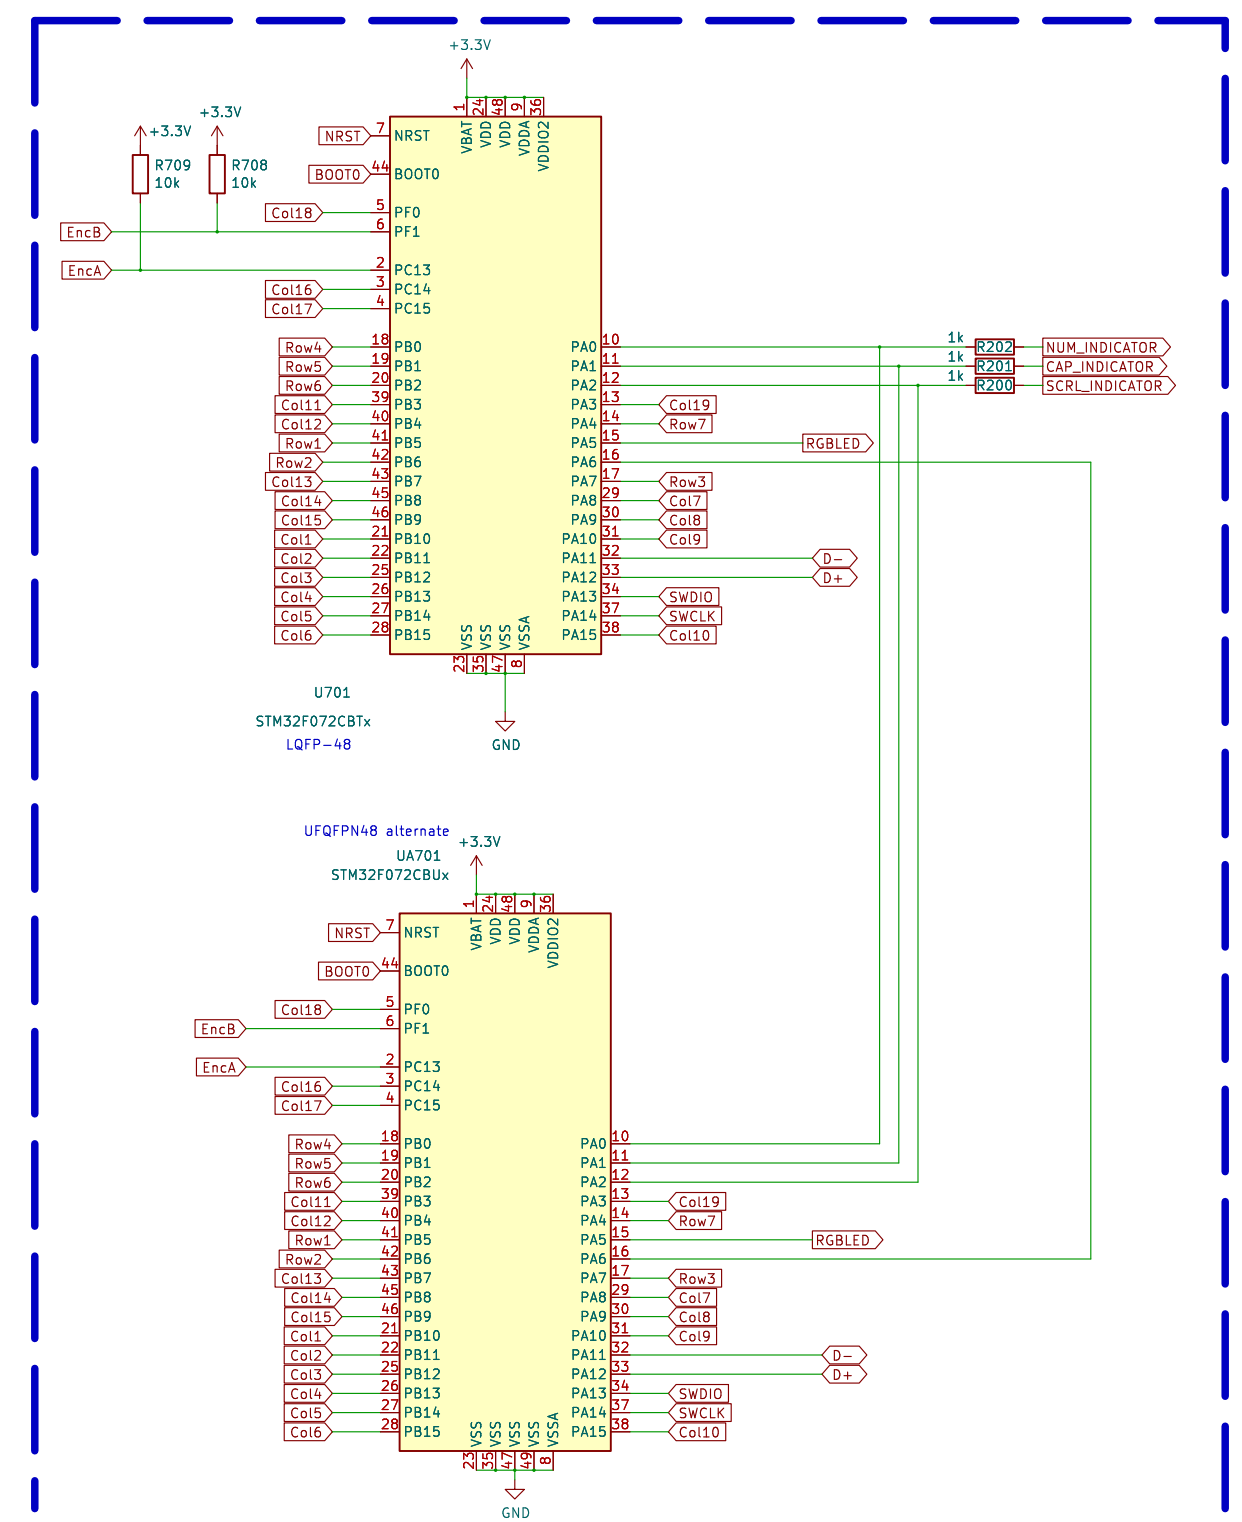 +3.3V
+3.3V
+3.3V
R709
10k
R708
10k
1 24 48 9 36
VBAT VDD VDD VDDA VDDIO2
NRST 7 NRST
BOOT0 44 BOOT0
Col18 5 PF0
EncB 6 PF1
EncA 2 PC13
Col16 3 PC14
Col17 4 PC15
Row4 18 PB0 PA0 10 1k R202 NUM_INDICATOR
Row5 19 PB1 PA1 11 1k R201 CAP_INDICATOR
Row6 20 PB2 PA2 12 1k R200 SCRL_INDICATOR
Col11 39 PB3 PA3 13 Col19
Col12 40 PB4 PA4 14 Row7
Row1 41 PB5 PA5 15 RGBLED
Row2 42 PB6 PA6 16
Col13 43 PB7 PA7 17 Row3
Col14 45 PB8 PA8 29 Col7
Col15 46 PB9 PA9 30 Col8
Col1 21 PB10 PA10 31 Col9
Col2 22 PB11 PA11 32 D-
Col3 25 PB12 PA12 33 D+
Col4 26 PB13 PA13 34 SWDIO
Col5 27 PB14 PA14 37 SWCLK
Col6 28 PB15 PA15 38 Col10
VSS VSS VSS VSSA
23 35 47 8
GND
U701
STM32F072CBTx
LQFP-48
UFQFPN48 alternate
+3.3V
UA701
STM32F072CBUx
1 24 48 9 36
VBAT VDD VDD VDDA VDDIO2
NRST 7 NRST
BOOT0 44 BOOT0
Col18 5 PF0
EncB 6 PF1
EncA 2 PC13
Col16 3 PC14
Col17 4 PC15
Row4 18 PB0 PA0 10
Row5 19 PB1 PA1 11
Row6 20 PB2 PA2 12
Col11 39 PB3 PA3 13 Col19
Col12 40 PB4 PA4 14 Row7
Row1 41 PB5 PA5 15 RGBLED
Row2 42 PB6 PA6 16
Col13 43 PB7 PA7 17 Row3
Col14 45 PB8 PA8 29 Col7
Col15 46 PB9 PA9 30 Col8
Col1 21 PB10 PA10 31 Col9
Col2 22 PB11 PA11 32 D-
Col3 25 PB12 PA12 33 D+
Col4 26 PB13 PA13 34 SWDIO
Col5 27 PB14 PA14 37 SWCLK
Col6 28 PB15 PA15 38 Col10
VSS VSS VSS VSS VSSA
23 35 47 49 8
GND